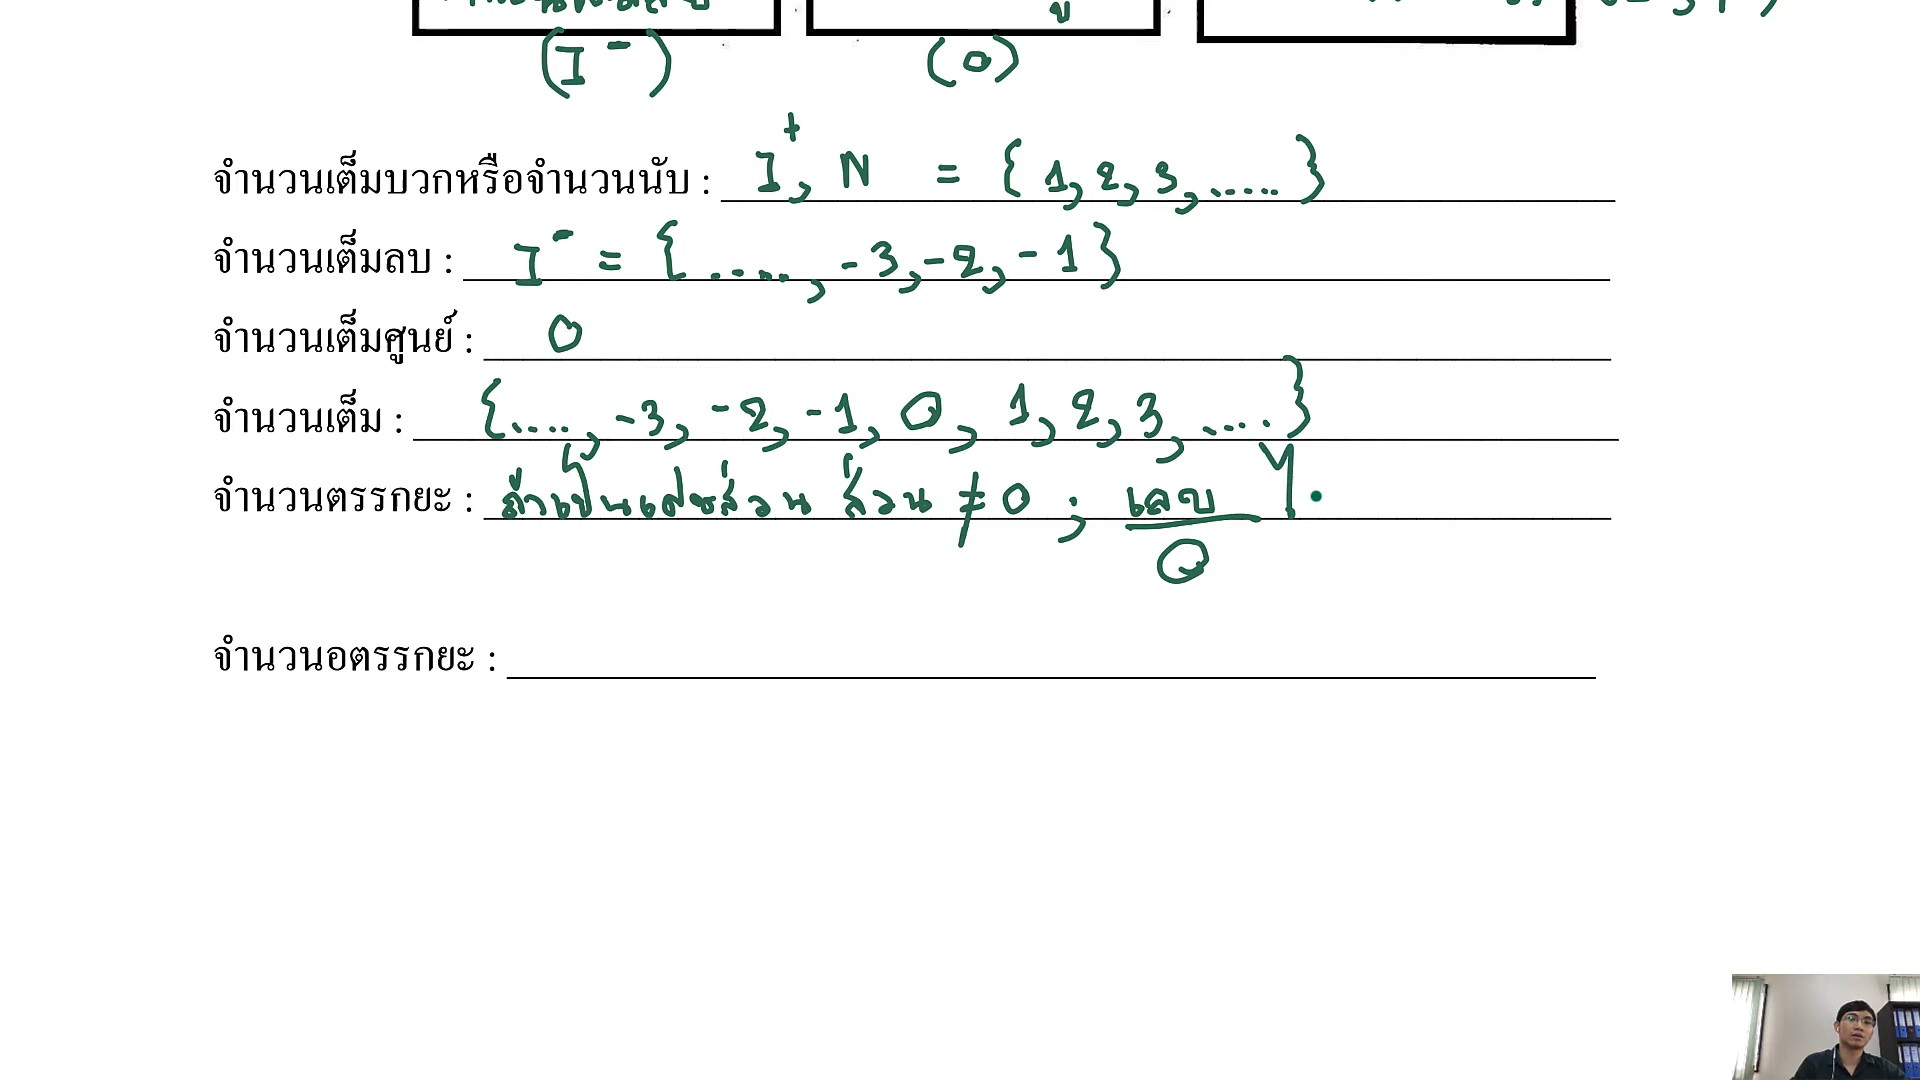 (I⁻) (0)
จำนวนเต็มบวกหรือจำนวนนับ : I⁺, N = {1, 2, 3, .....}
จำนวนเต็มลบ : I⁻ = {....., -3, -2, -1}
จำนวนเต็มศูนย์ : 0
จำนวนเต็ม : {...., -3, -2, -1, 0, 1, 2, 3, ....}
จำนวนตรรกยะ : ถ้าเป็นเศษส่วน ส่วน ≠ 0 ; เลข
0
จำนวนอตรรกยะ :